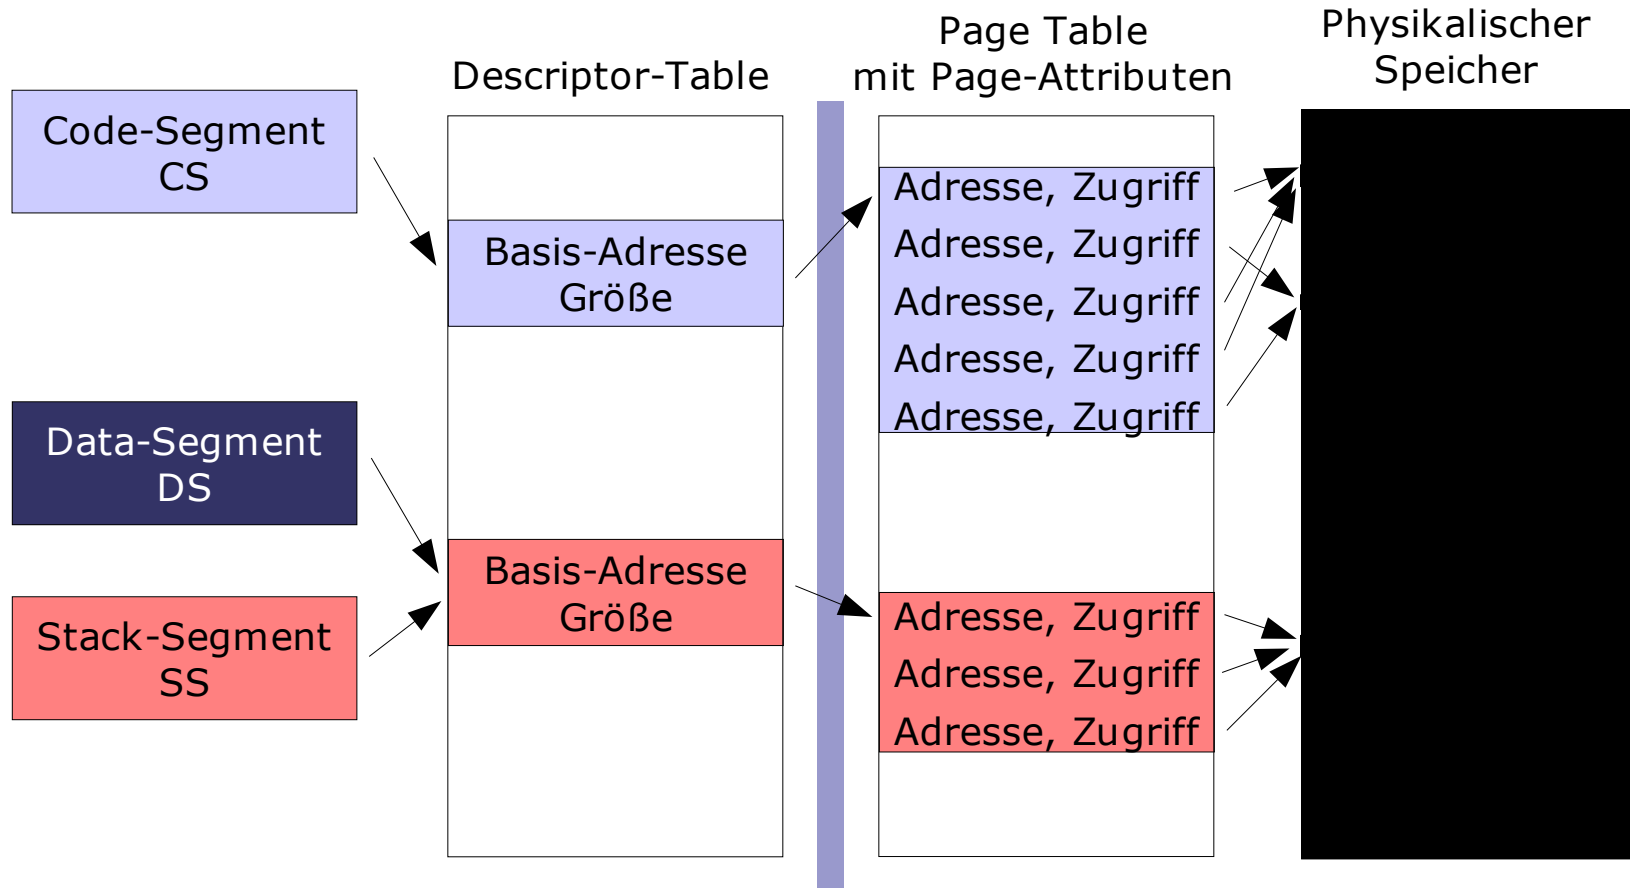 Physikalischer
Speicher
Page Table
mit Page-Attributen
Descriptor-Table
Code-Segment
CS
Data-Segment
DS
Stack-Segment
SS
Basis-Adresse
Größe
Basis-Adresse
Größe
Adresse, Zugriff
Adresse, Zugriff
Adresse, Zugriff
Adresse, Zugriff
Adresse, Zugriff
Adresse, Zugriff
Adresse, Zugriff
Adresse, Zugriff